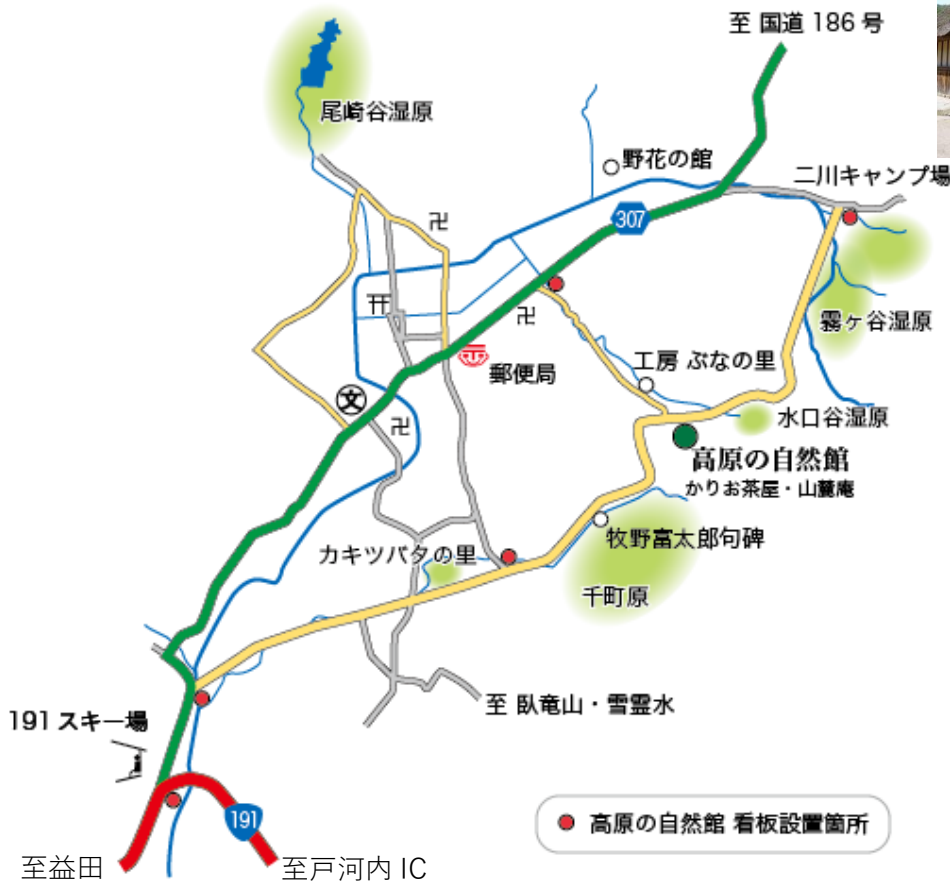 至 国道 186 号
尾崎谷湿原
野花の館
二川キャンプ場
卍
307
霧ヶ谷湿原
卍
工房 ぶなの里
郵便局
文
卍
水口谷湿原
高原の自然館
かりお茶屋・山麓庵
牧野富太郎句碑
カキツバタの里
千町原
至 臥竜山・雪霊水
191 スキー場
191
高原の自然館 看板設置箇所
至益田
至戸河内 IC